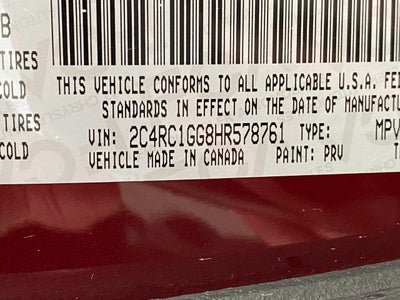 B
TIRES
COLD
THIS VEHICLE CONFORMS TO ALL APPLICABLE U.S.A. FE
STANDARDS IN EFFECT ON THE DATE OF MANUFACTU
TIRES
COLD
VIN: 2C4RC1GG8HR578761 TYPE: MPV
VEHICLE MADE IN CANADA PAINT: PRV T